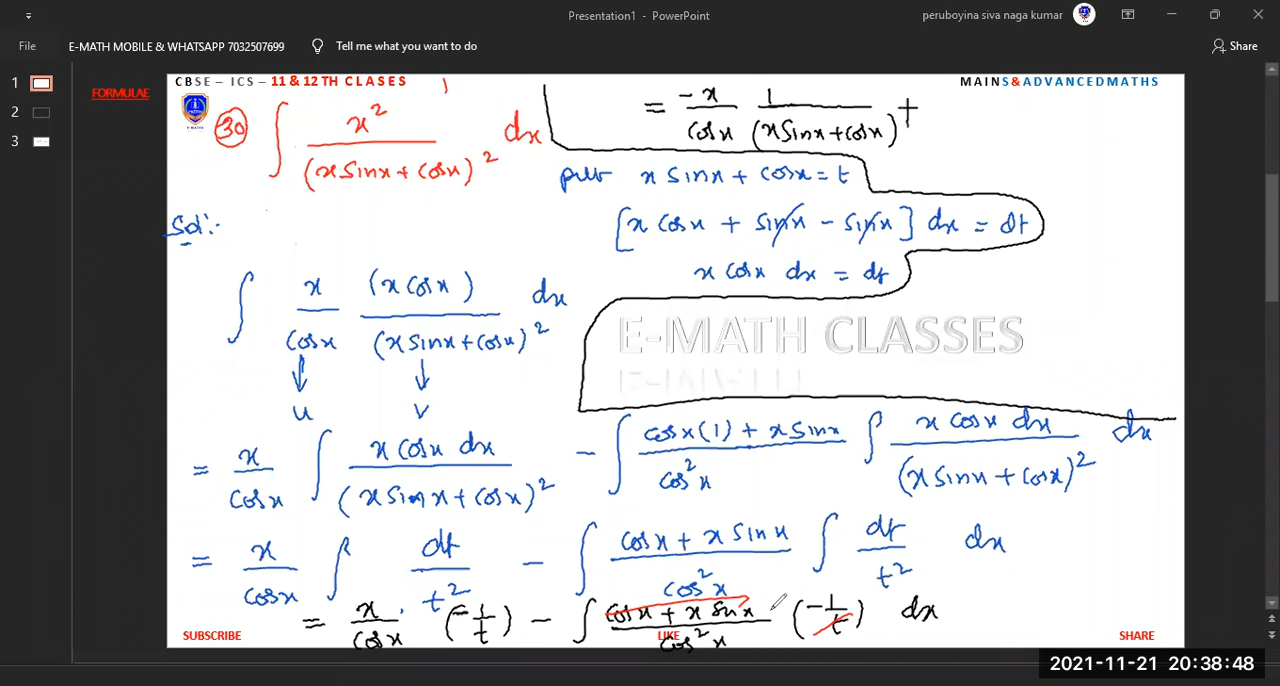 Presentation1 - PowerPoint
peruboyina siva naga kumar
File
E-MATH MOBILE & WHATSAPP 7032507699
Tell me what you want to do
Share
1
2
3
FORMULAE
CBSE – ICS – 11 & 12 TH CLASES
MAINS&ADVANCEDMATHS
E-MATH
30 ∫ x² / (x sinx + cosx)² dx
= -x/cosx 1/(x sinx + cosx) +
put x sinx + cosx = t
[x cosx + sinx - sinx] dx = dt
x cosx dx = dt
Sol:-
∫ x/cosx (x cosx)/(x sinx + cosx)² dx
u v
E-MATH CLASSES
= x/cosx ∫ x cosx dx/(x sinx + cosx)² - ∫ cosx(1) + x sinx/cos²x ∫ x cosx dx/(x sinx + cosx)² dx
= x/cosx ∫ dt/t² - ∫ cosx + x sinx/cos²x ∫ dt/t² dx
= x/cosx . (-1/t) - ∫ cosx + x sinx/cos²x (-1/t) dx
SUBSCRIBE
LIKE
SHARE
2021-11-21 20:38:48